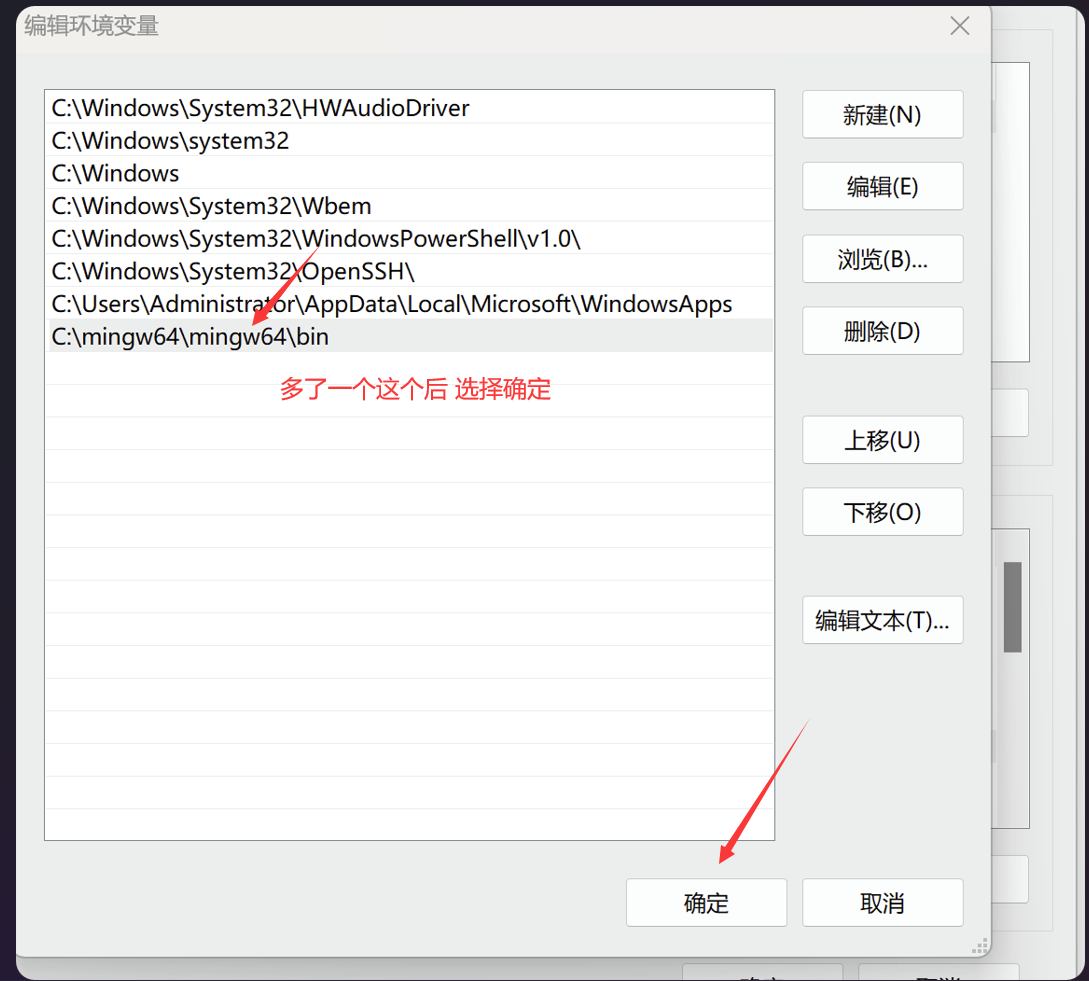 编辑环境变量
C:\Windows\System32\HWAudioDriver
C:\Windows\system32
C:\Windows
C:\Windows\System32\Wbem
C:\Windows\System32\WindowsPowerShell\v1.0\
C:\Windows\System32\OpenSSH\
C:\Users\Administrator\AppData\Local\Microsoft\WindowsApps
C:\mingw64\mingw64\bin
多了一个这个后 选择确定
新建(N)
编辑(E)
浏览(B)...
删除(D)
上移(U)
下移(O)
编辑文本(T)...
确定
取消